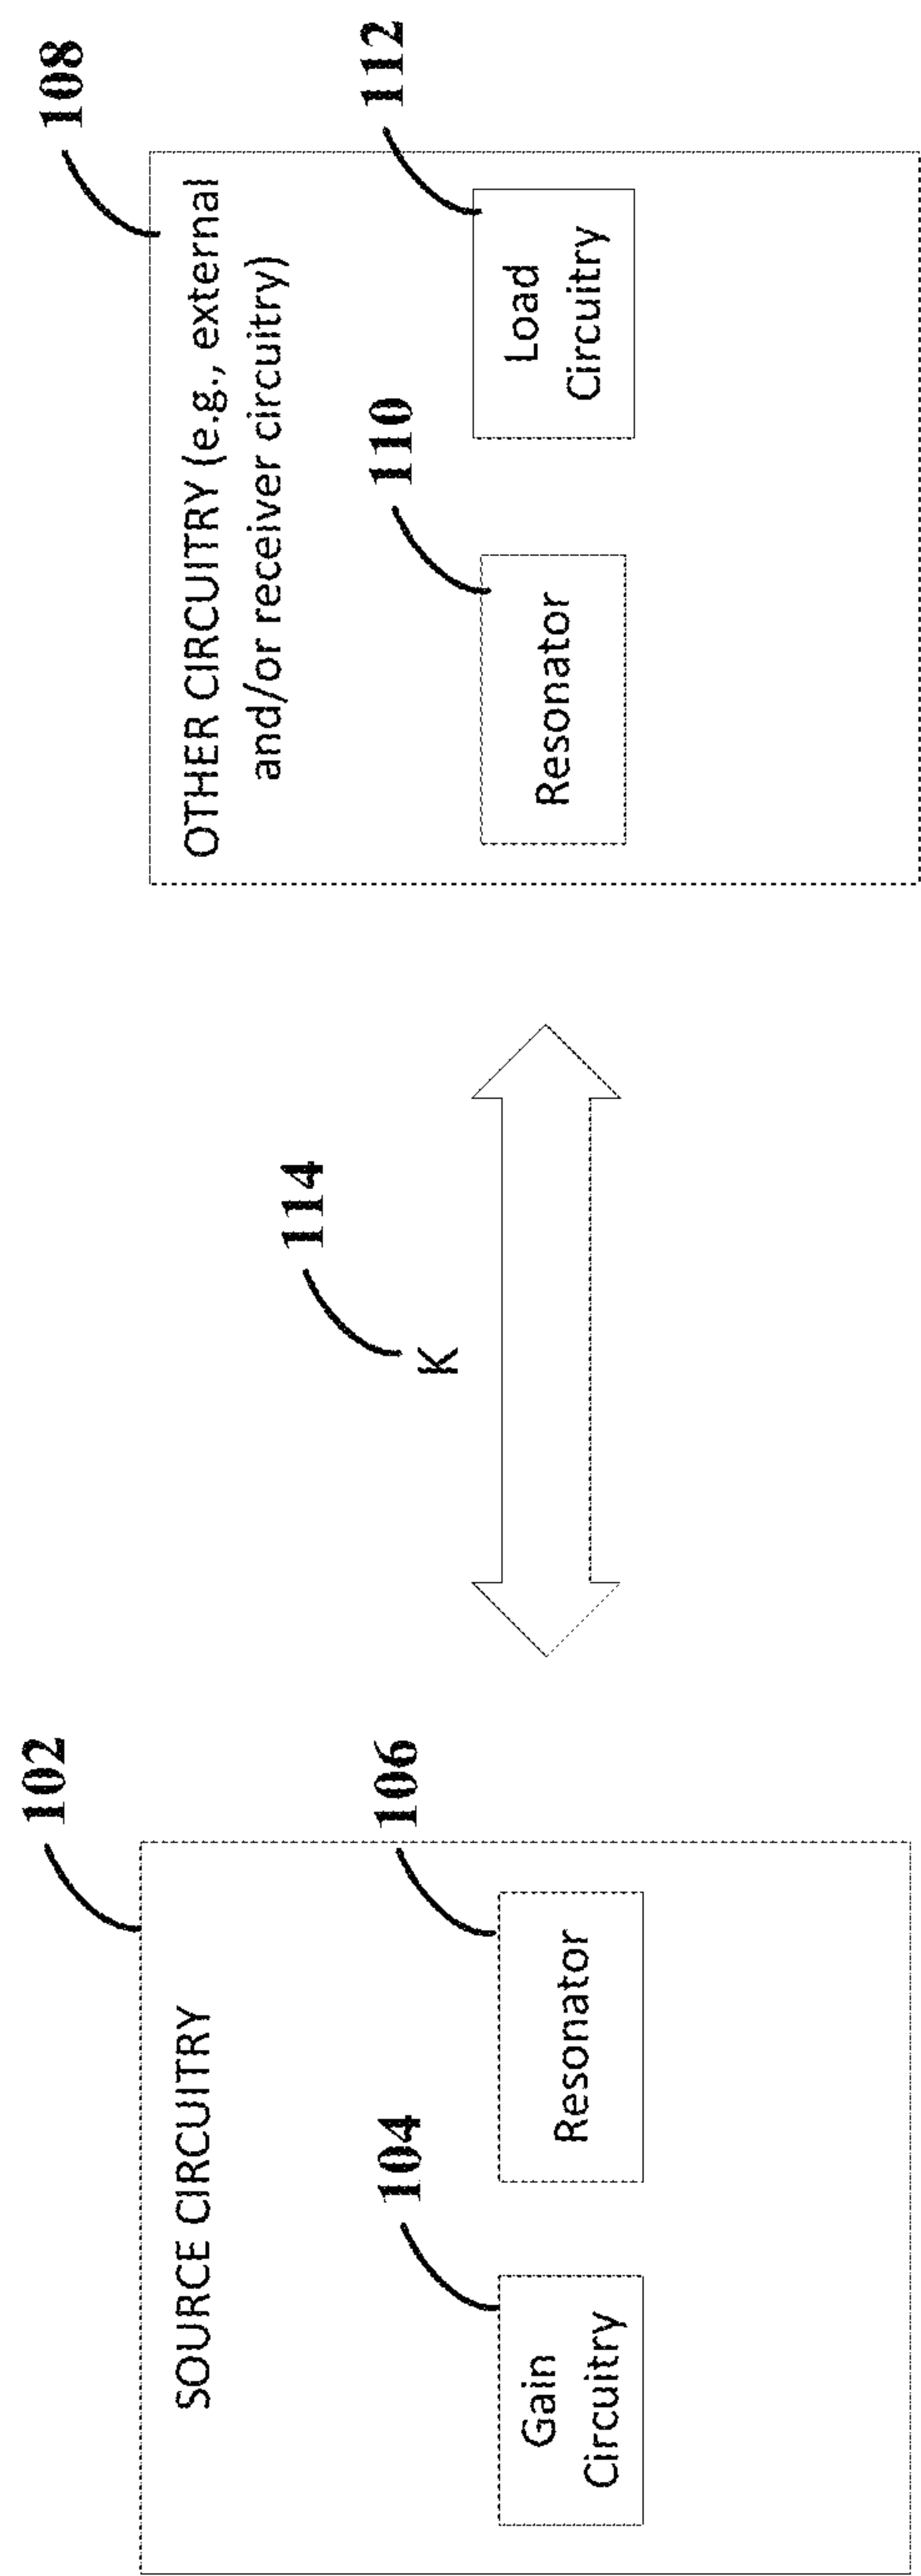 102
SOURCE CIRCUITRY
104
Gain
Circuitry
106
Resonator
114
K
108
OTHER CIRCUITRY (e.g., external
and/or receiver circuitry)
110
Resonator
112
Load
Circuitry